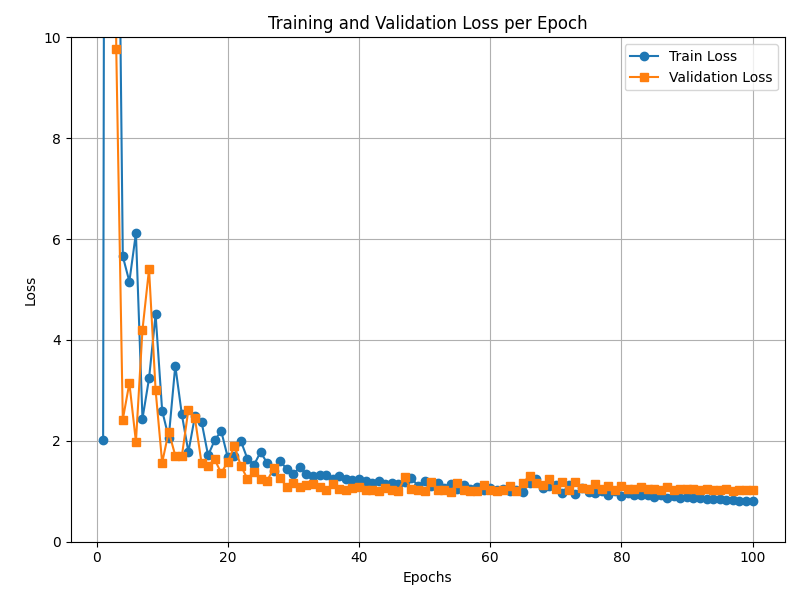 Training and Validation Loss per Epoch
10
8
6
4
2
0
Loss
Train Loss
Validation Loss
0 20 40 60 80 100
Epochs